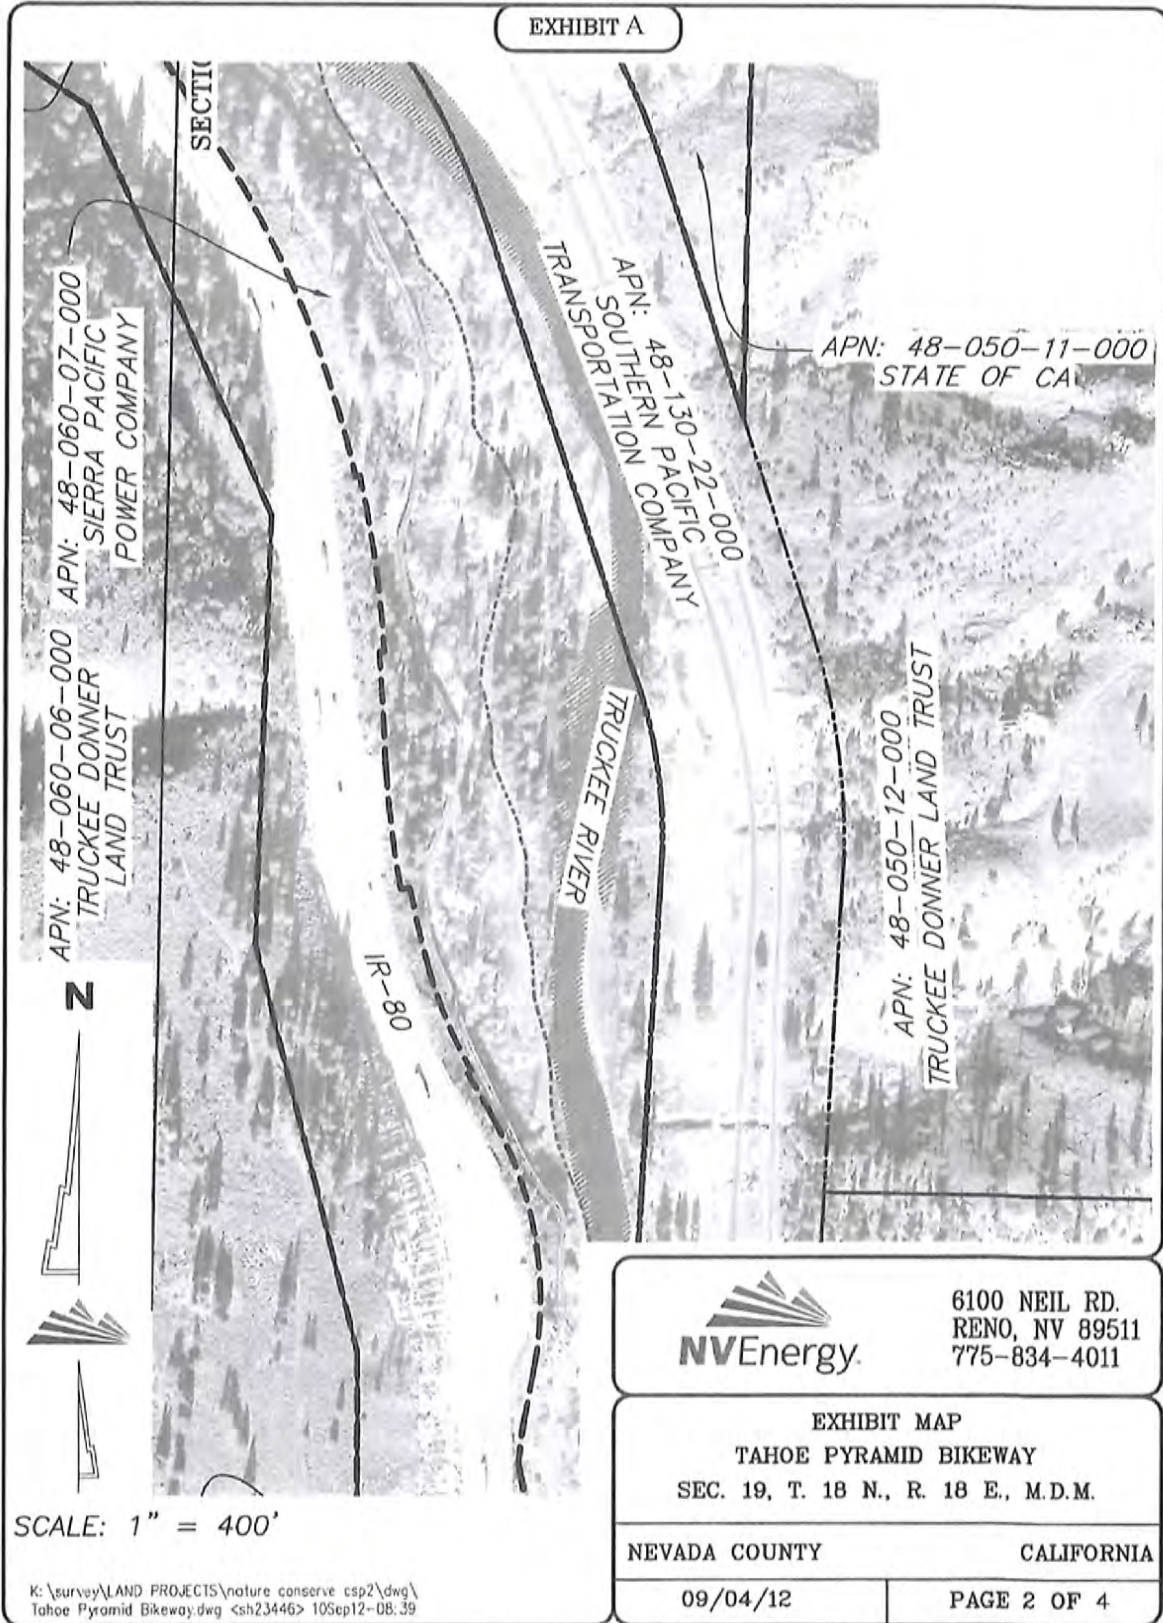 EXHIBIT A
SECTIO
APN: 48-060-07-000
SIERRA PACIFIC
POWER COMPANY
APN: 48-130-22-000
SOUTHERN PACIFIC
TRANSPORTATION COMPANY
APN: 48-050-11-000
STATE OF CA
APN: 48-060-06-000
TRUCKEE DONNER
LAND TRUST
TRUCKEE RIVER
APN: 48-050-12-000
TRUCKEE DONNER LAND TRUST
IR-80
N
SCALE: 1" = 400'
K:\survey\LAND PROJECTS\nature conserve csp2\dwg\
Tahoe Pyramid Bikeway.dwg <sh23446> 10Sep12-08:39
NVEnergy.
6100 NEIL RD.
RENO, NV 89511
775-834-4011
EXHIBIT MAP
TAHOE PYRAMID BIKEWAY
SEC. 19, T. 18 N., R. 18 E., M.D.M.
NEVADA COUNTY CALIFORNIA
09/04/12 PAGE 2 OF 4